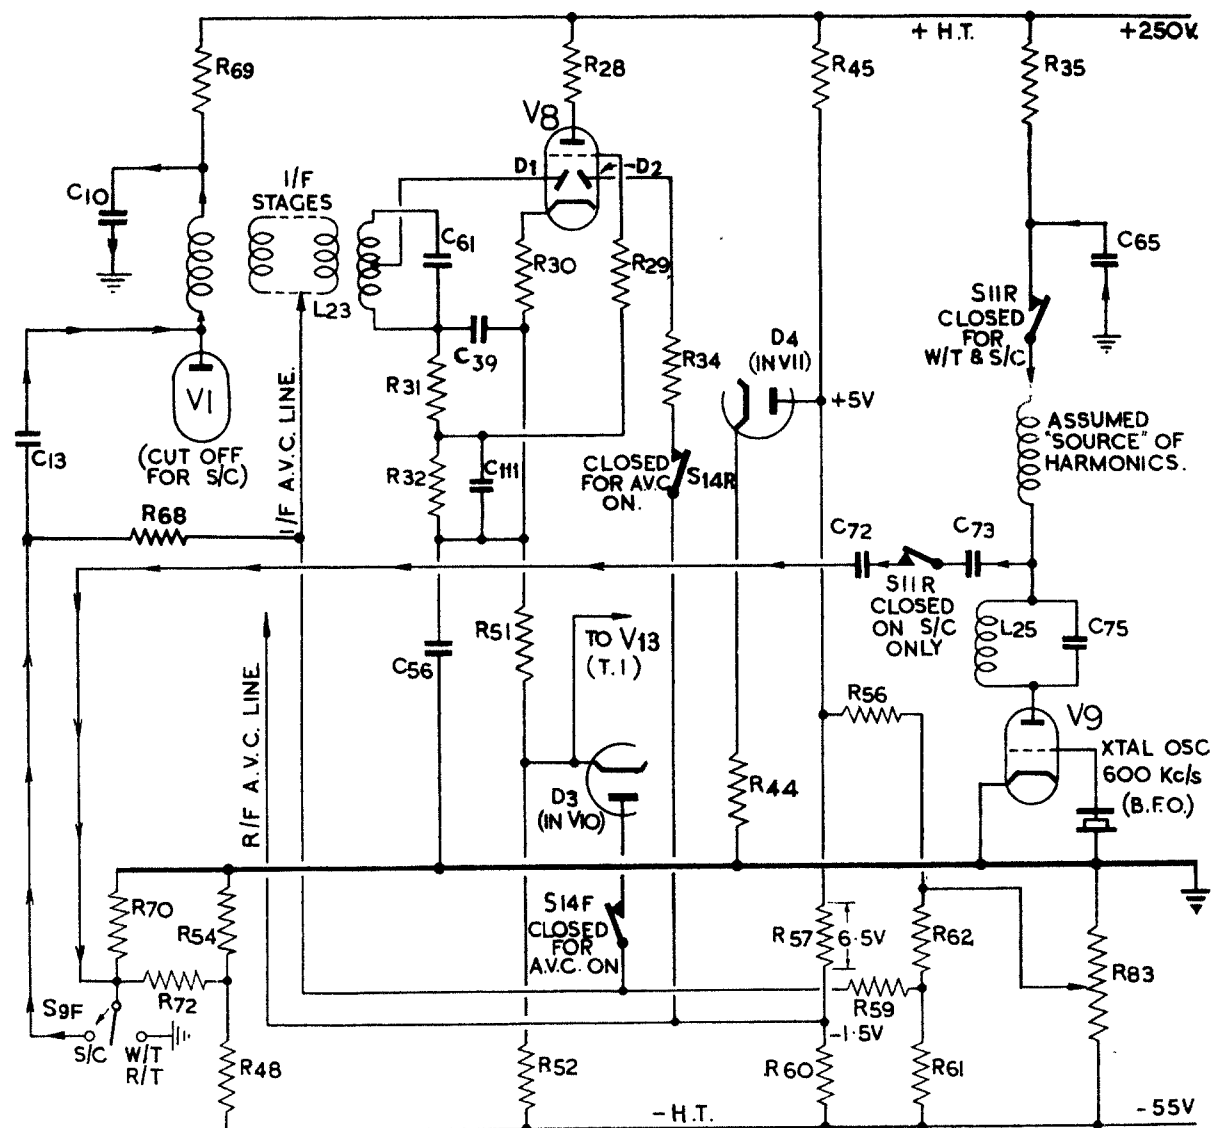 + H.T.
+250V.
R69
R28
R45
R35
V8
D1
D2
C10
I/F
STAGES
C61
R30
R29
C65
L23
S11R
CLOSED
FOR
W/T & S/C
C39
D4
(IN V11)
R34
R31
V1
+5V
(CUT OFF
FOR S/C)
C13
I/F A.V.C. LINE.
ASSUMED
"SOURCE" OF
HARMONICS.
R32
C111
CLOSED
FOR A.V.C
ON.
S14R
R68
C72
C73
S11R
CLOSED
ON S/C
ONLY
L25
C75
R51
TO V13
(T.I)
C56
R/F A.V.C. LINE.
R56
V9
XTAL OSC
600 Kc/s
(B.F.O.)
R44
D3
(IN V10)
R70
R54
S14F
CLOSED
FOR
A.V.C. ON
R57
6.5V
R62
R83
R72
R59
S9F
S/C
W/T
R/T
-1.5V
R48
R52
R60
R61
-H.T.
-55V